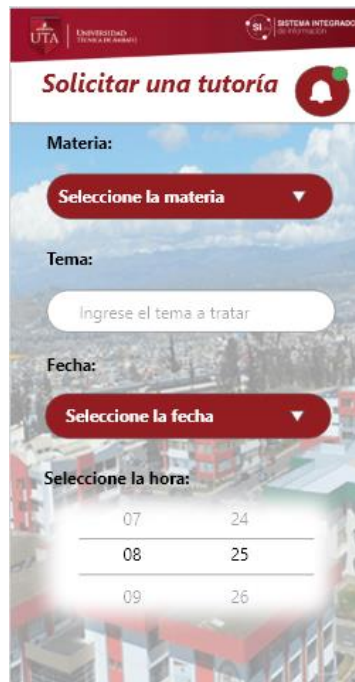 UTA
UNIVERSIDAD
TÉCNICA DE AMBATO
SI
SISTEMA INTEGRADO
de información
Solicitar una tutoría
Materia:
Seleccione la materia
Tema:
Ingrese el tema a tratar
Fecha:
Seleccione la fecha
Seleccione la hora:
07 24
08 25
09 26